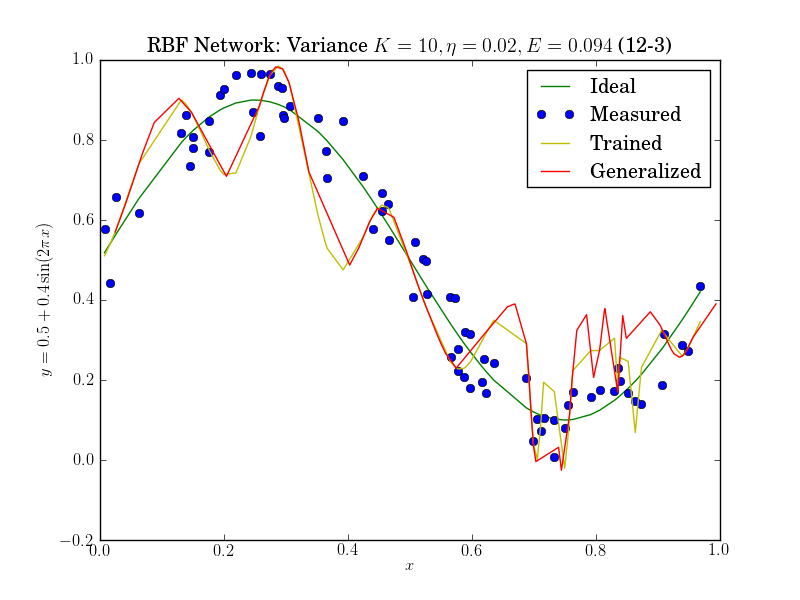 RBF Network: Variance K = 10, η = 0.02, E = 0.094 (12-3)
1.0
0.8
0.6
0.4
0.2
0.0
−0.2
y = 0.5 + 0.4 sin(2πx)
Ideal
Measured
Trained
Generalized
0.0 0.2 0.4 0.6 0.8 1.0
x